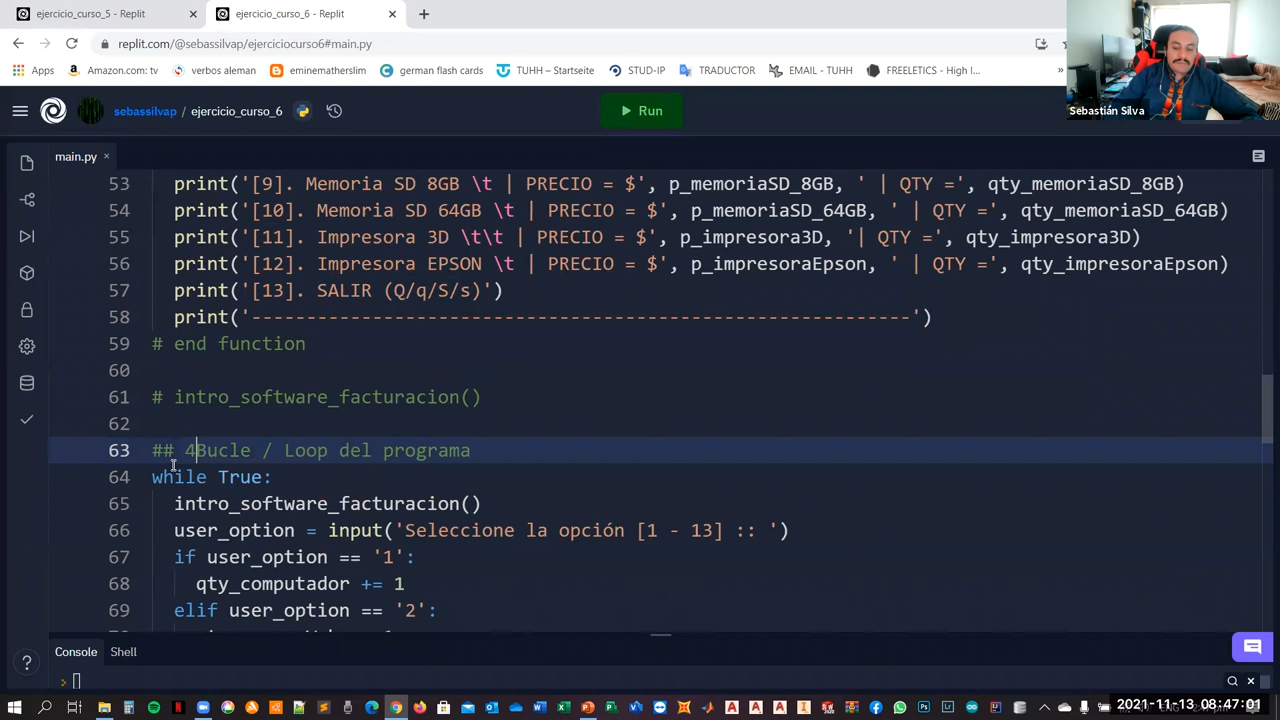 ejercicio_curso_5 - Replit
ejercicio_curso_6 - Replit
replit.com/@sebassilvap/ejerciciocurso6#main.py
Apps
Amazon.com: tv
verbos aleman
eminematherslim
german flash cards
TUHH – Startseite
STUD-IP
TRADUCTOR
EMAIL - TUHH
FREELETICS - High I...
»
Sebastián Silva
sebassilvap / ejercicio_curso_6
Run
main.py
53 print('[9]. Memoria SD 8GB \t | PRECIO = $', p_memoriaSD_8GB, ' | QTY =', qty_memoriaSD_8GB)
54 print('[10]. Memoria SD 64GB \t | PRECIO = $', p_memoriaSD_64GB, ' | QTY =', qty_memoriaSD_64GB)
55 print('[11]. Impresora 3D \t\t | PRECIO = $', p_impresora3D, '| QTY =', qty_impresora3D)
56 print('[12]. Impresora EPSON \t | PRECIO = $', p_impresoraEpson, ' | QTY =', qty_impresoraEpson)
57 print('[13]. SALIR (Q/q/S/s)')
58 print('------------------------------------------------------------')
59 # end function
60
61 # intro_software_facturacion()
62
63 ## 4Bucle / Loop del programa
64 while True:
65 intro_software_facturacion()
66 user_option = input('Seleccione la opción [1 - 13] :: ')
67 if user_option == '1':
68 qty_computador += 1
69 elif user_option == '2':
Console
Shell
2021-11-13 08:47:01